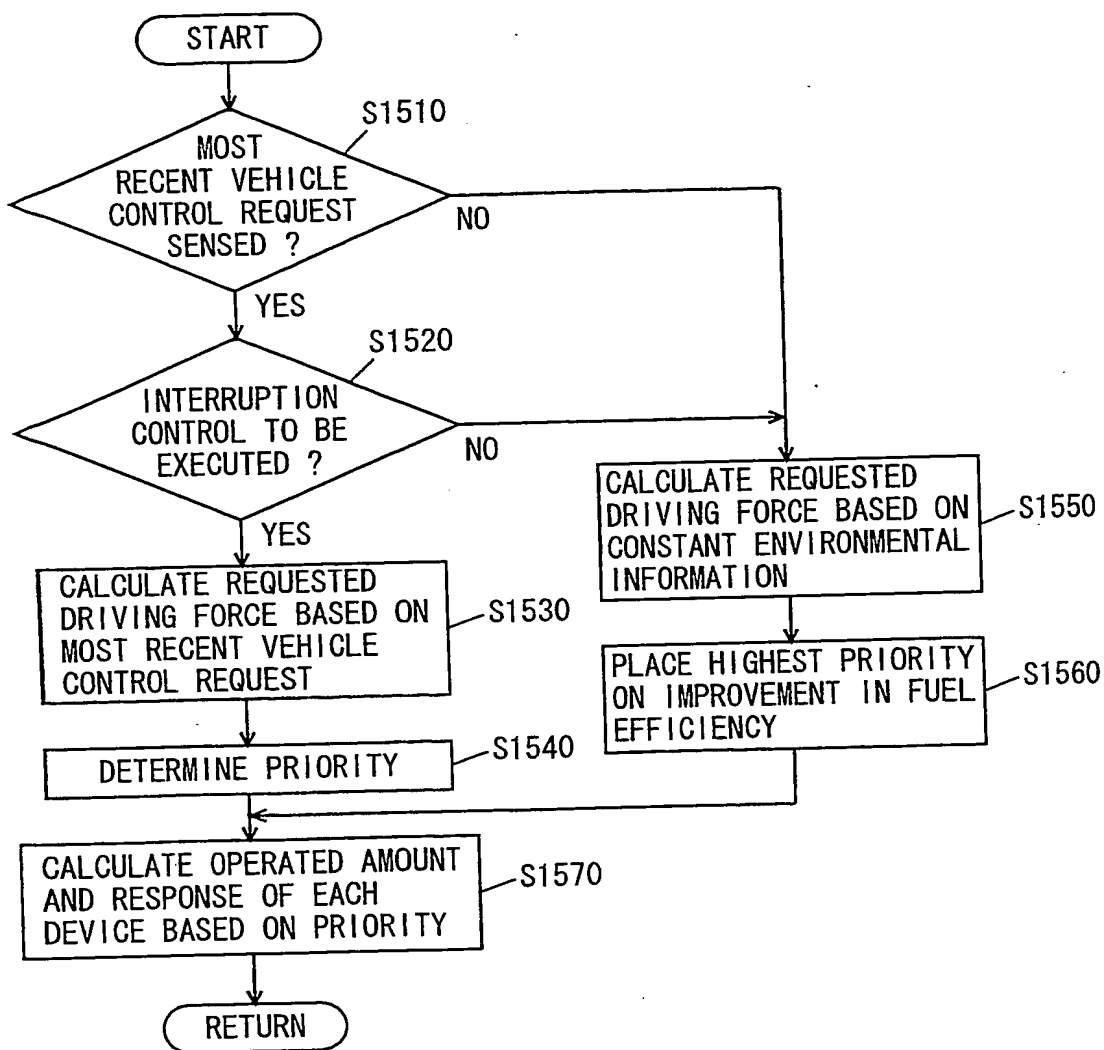 START
S1510
MOST
RECENT VEHICLE
CONTROL REQUEST
SENSED ?
NO
YES
S1520
INTERRUPTION
CONTROL TO BE
EXECUTED ?
NO
YES
CALCULATE REQUESTED
DRIVING FORCE BASED ON
CONSTANT ENVIRONMENTAL
INFORMATION
S1550
CALCULATE REQUESTED
DRIVING FORCE BASED ON
MOST RECENT VEHICLE
CONTROL REQUEST
S1530
PLACE HIGHEST PRIORITY
ON IMPROVEMENT IN FUEL
EFFICIENCY
S1560
DETERMINE PRIORITY
S1540
CALCULATE OPERATED AMOUNT
AND RESPONSE OF EACH
DEVICE BASED ON PRIORITY
S1570
RETURN